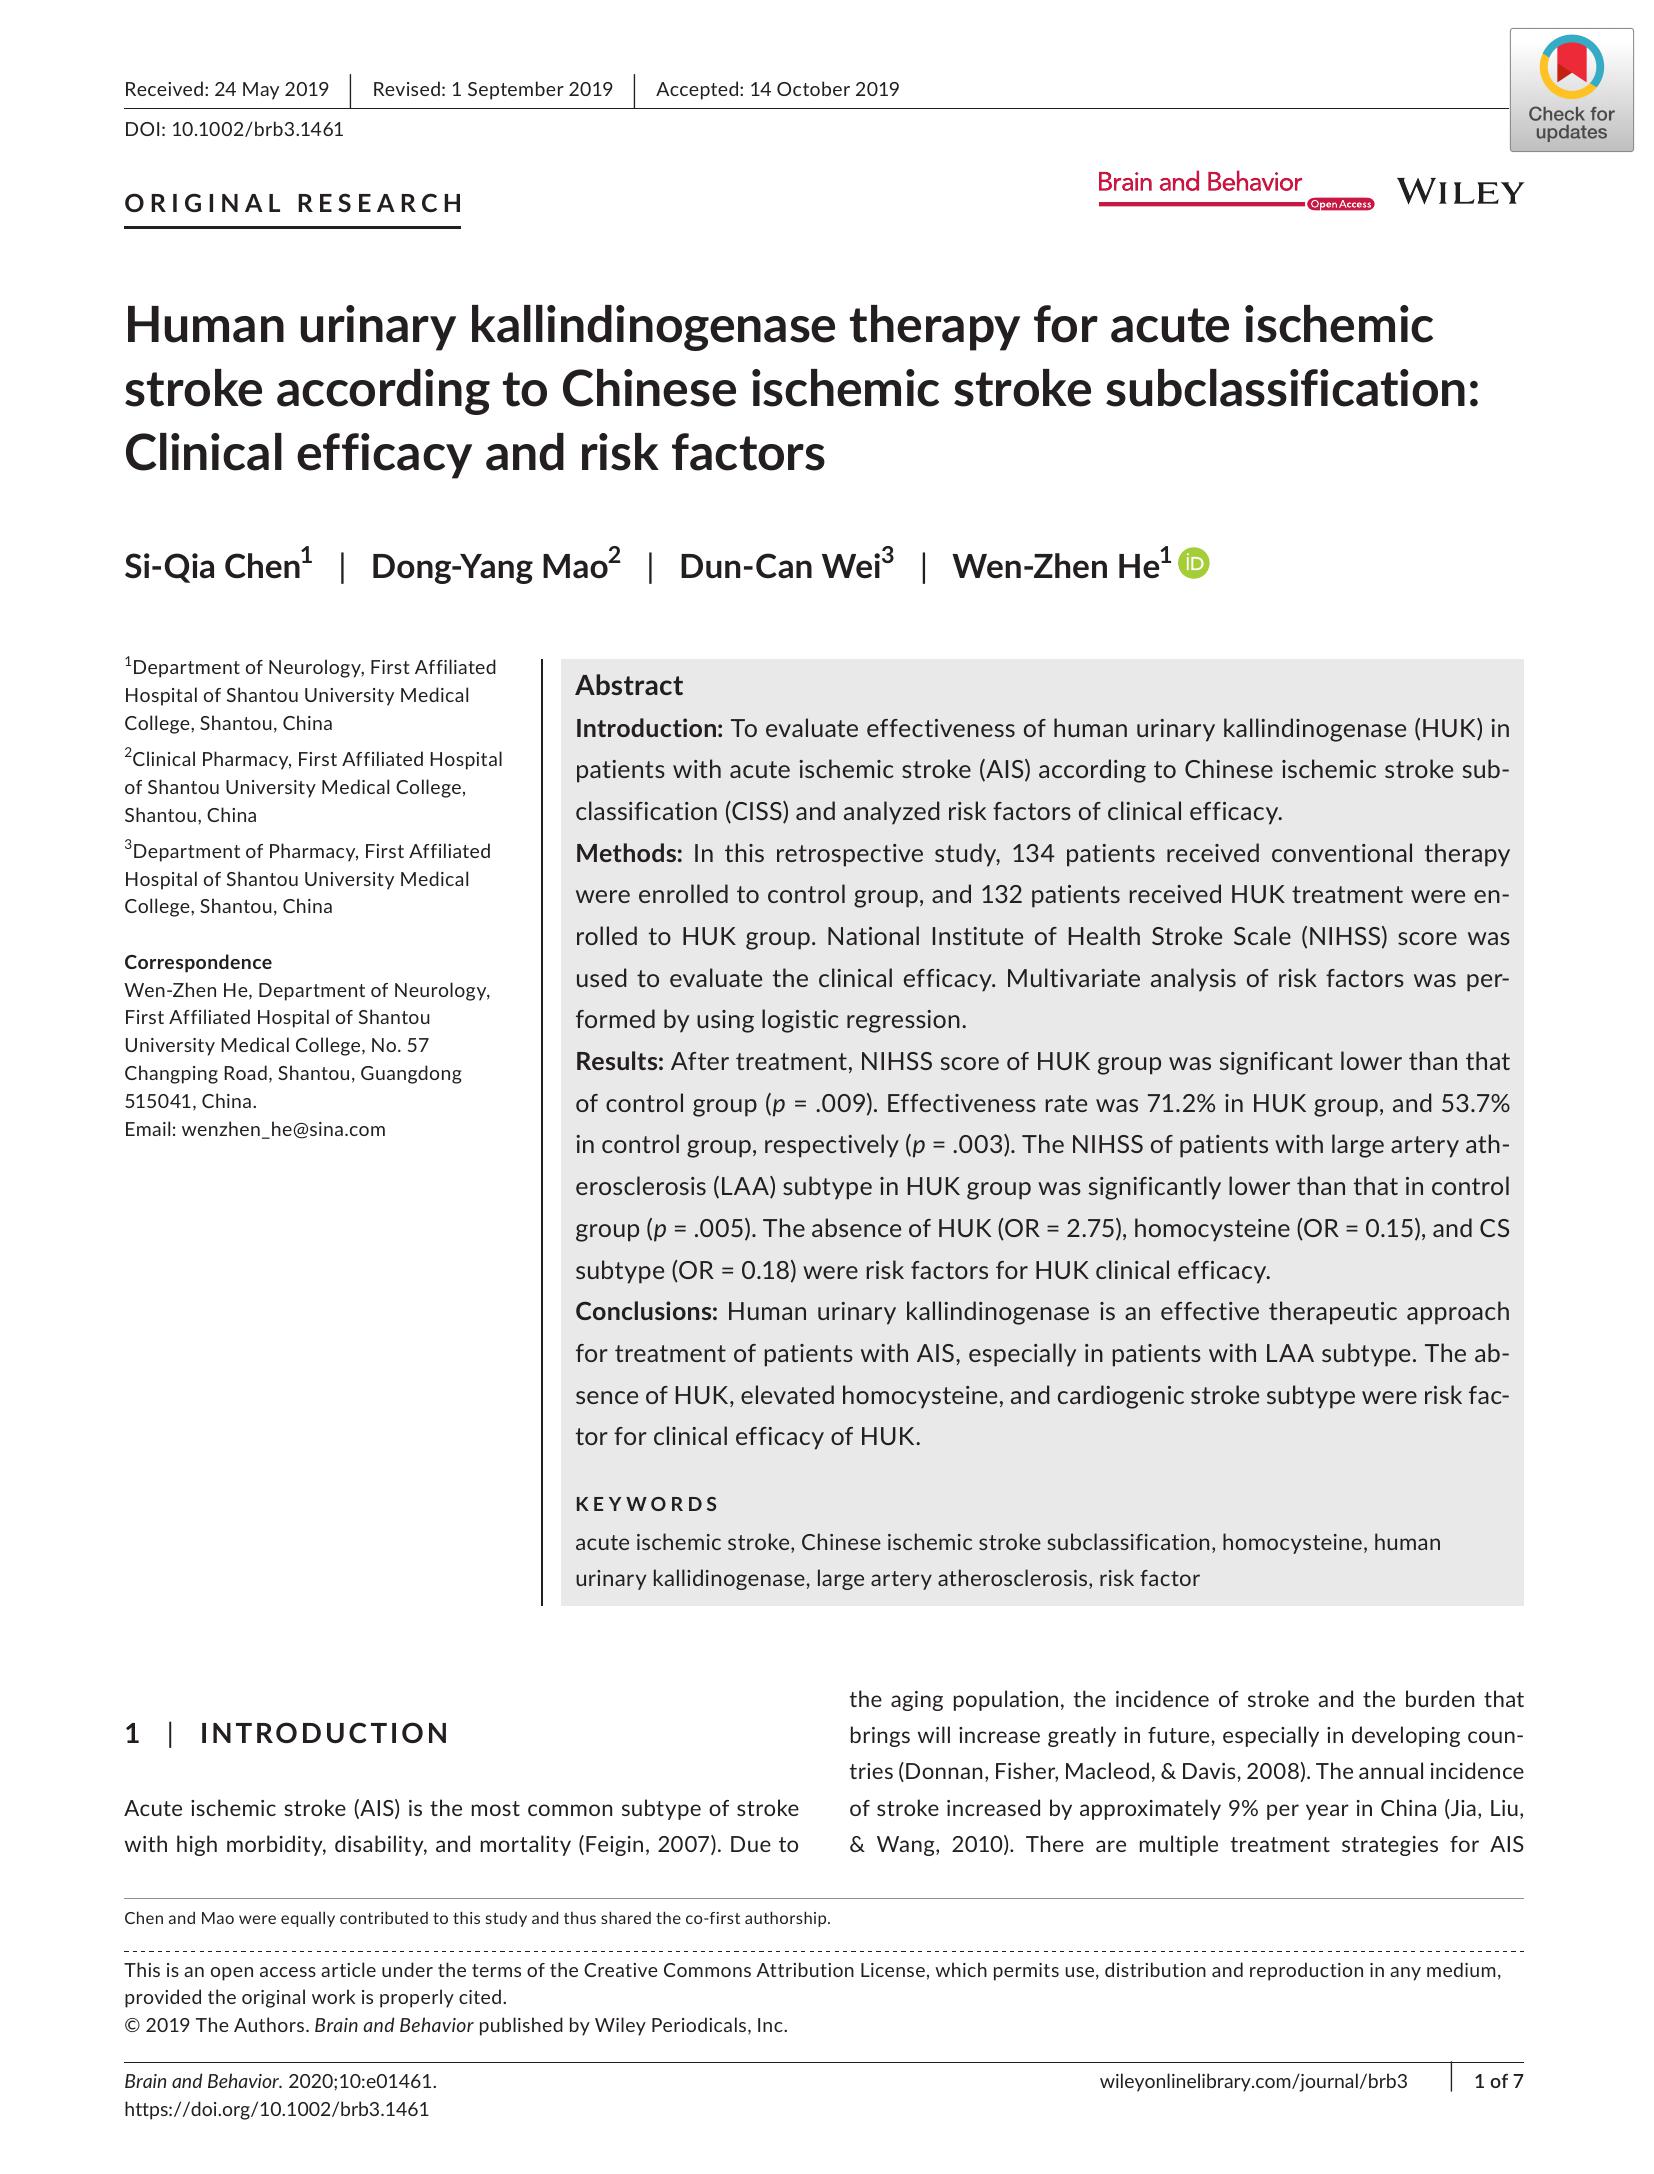 Received: 24 May 2019 | Revised: 1 September 2019 | Accepted: 14 October 2019
DOI: 10.1002/brb3.1461
Check for
updates
ORIGINAL RESEARCH
Brain and Behavior
Open Access
WILEY
Human urinary kallindinogenase therapy for acute ischemic
stroke according to Chinese ischemic stroke subclassification:
Clinical efficacy and risk factors
Si-Qia Chen1 | Dong-Yang Mao2 | Dun-Can Wei3 | Wen-Zhen He1 iD
1Department of Neurology, First Affiliated
Hospital of Shantou University Medical
College, Shantou, China
2Clinical Pharmacy, First Affiliated Hospital
of Shantou University Medical College,
Shantou, China
3Department of Pharmacy, First Affiliated
Hospital of Shantou University Medical
College, Shantou, China
Correspondence
Wen-Zhen He, Department of Neurology,
First Affiliated Hospital of Shantou
University Medical College, No. 57
Changping Road, Shantou, Guangdong
515041, China.
Email: wenzhen_he@sina.com
Abstract
Introduction: To evaluate effectiveness of human urinary kallindinogenase (HUK) in
patients with acute ischemic stroke (AIS) according to Chinese ischemic stroke sub-
classification (CISS) and analyzed risk factors of clinical efficacy.
Methods: In this retrospective study, 134 patients received conventional therapy
were enrolled to control group, and 132 patients received HUK treatment were en-
rolled to HUK group. National Institute of Health Stroke Scale (NIHSS) score was
used to evaluate the clinical efficacy. Multivariate analysis of risk factors was per-
formed by using logistic regression.
Results: After treatment, NIHSS score of HUK group was significant lower than that
of control group (p = .009). Effectiveness rate was 71.2% in HUK group, and 53.7%
in control group, respectively (p = .003). The NIHSS of patients with large artery ath-
erosclerosis (LAA) subtype in HUK group was significantly lower than that in control
group (p = .005). The absence of HUK (OR = 2.75), homocysteine (OR = 0.15), and CS
subtype (OR = 0.18) were risk factors for HUK clinical efficacy.
Conclusions: Human urinary kallindinogenase is an effective therapeutic approach
for treatment of patients with AIS, especially in patients with LAA subtype. The ab-
sence of HUK, elevated homocysteine, and cardiogenic stroke subtype were risk fac-
tor for clinical efficacy of HUK.
KEYWORDS
acute ischemic stroke, Chinese ischemic stroke subclassification, homocysteine, human
urinary kallidinogenase, large artery atherosclerosis, risk factor
1 | INTRODUCTION
Acute ischemic stroke (AIS) is the most common subtype of stroke
with high morbidity, disability, and mortality (Feigin, 2007). Due to
the aging population, the incidence of stroke and the burden that
brings will increase greatly in future, especially in developing coun-
tries (Donnan, Fisher, Macleod, & Davis, 2008). The annual incidence
of stroke increased by approximately 9% per year in China (Jia, Liu,
& Wang, 2010). There are multiple treatment strategies for AIS
Chen and Mao were equally contributed to this study and thus shared the co-first authorship.
This is an open access article under the terms of the Creative Commons Attribution License, which permits use, distribution and reproduction in any medium,
provided the original work is properly cited.
© 2019 The Authors. Brain and Behavior published by Wiley Periodicals, Inc.
Brain and Behavior. 2020;10:e01461.
https://doi.org/10.1002/brb3.1461
wileyonlinelibrary.com/journal/brb3 | 1 of 7